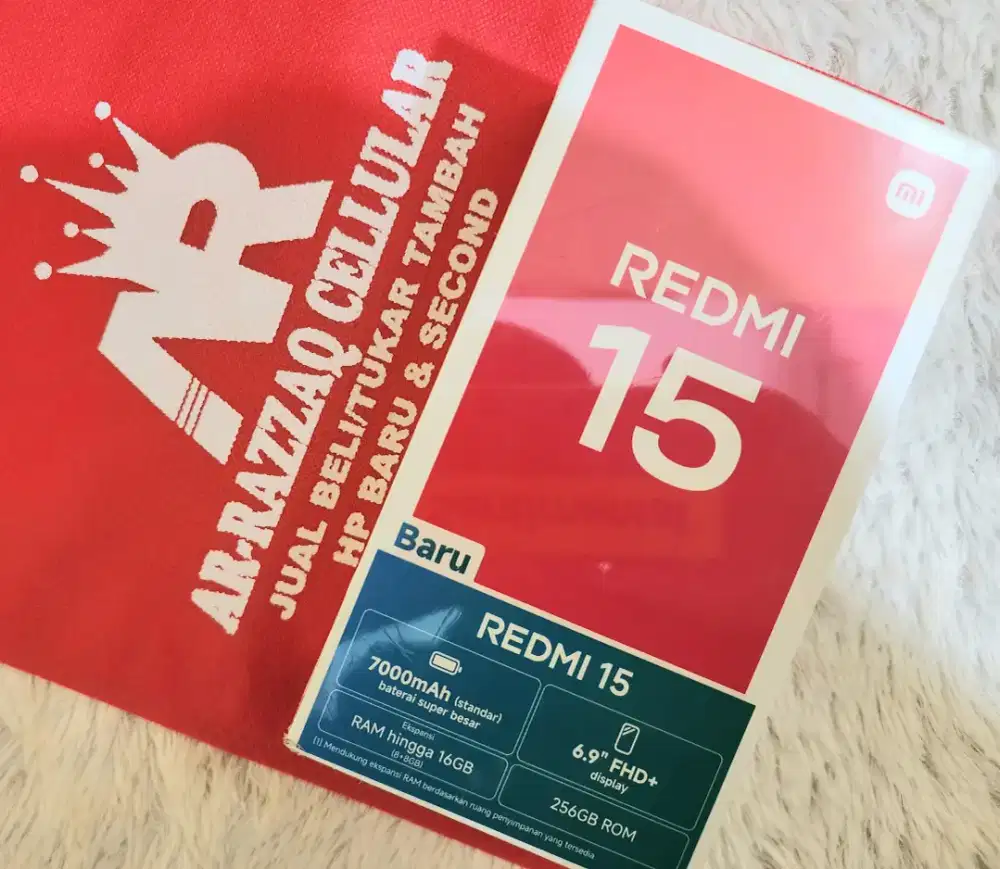 AR
AR-RAZZAQ CELLULAR
JUAL BELI/TUKAR TAMBAH
HP BARU & SECOND
mi
REDMI
15
Baru
REDMI 15
7000mAh (standar)
baterai super besar
6.9" FHD+
display
Ekspansi
RAM hingga 16GB
(8+8GB)
256GB ROM
(1) Mendukung ekspansi RAM berdasarkan ruang penyimpanan yang tersedia